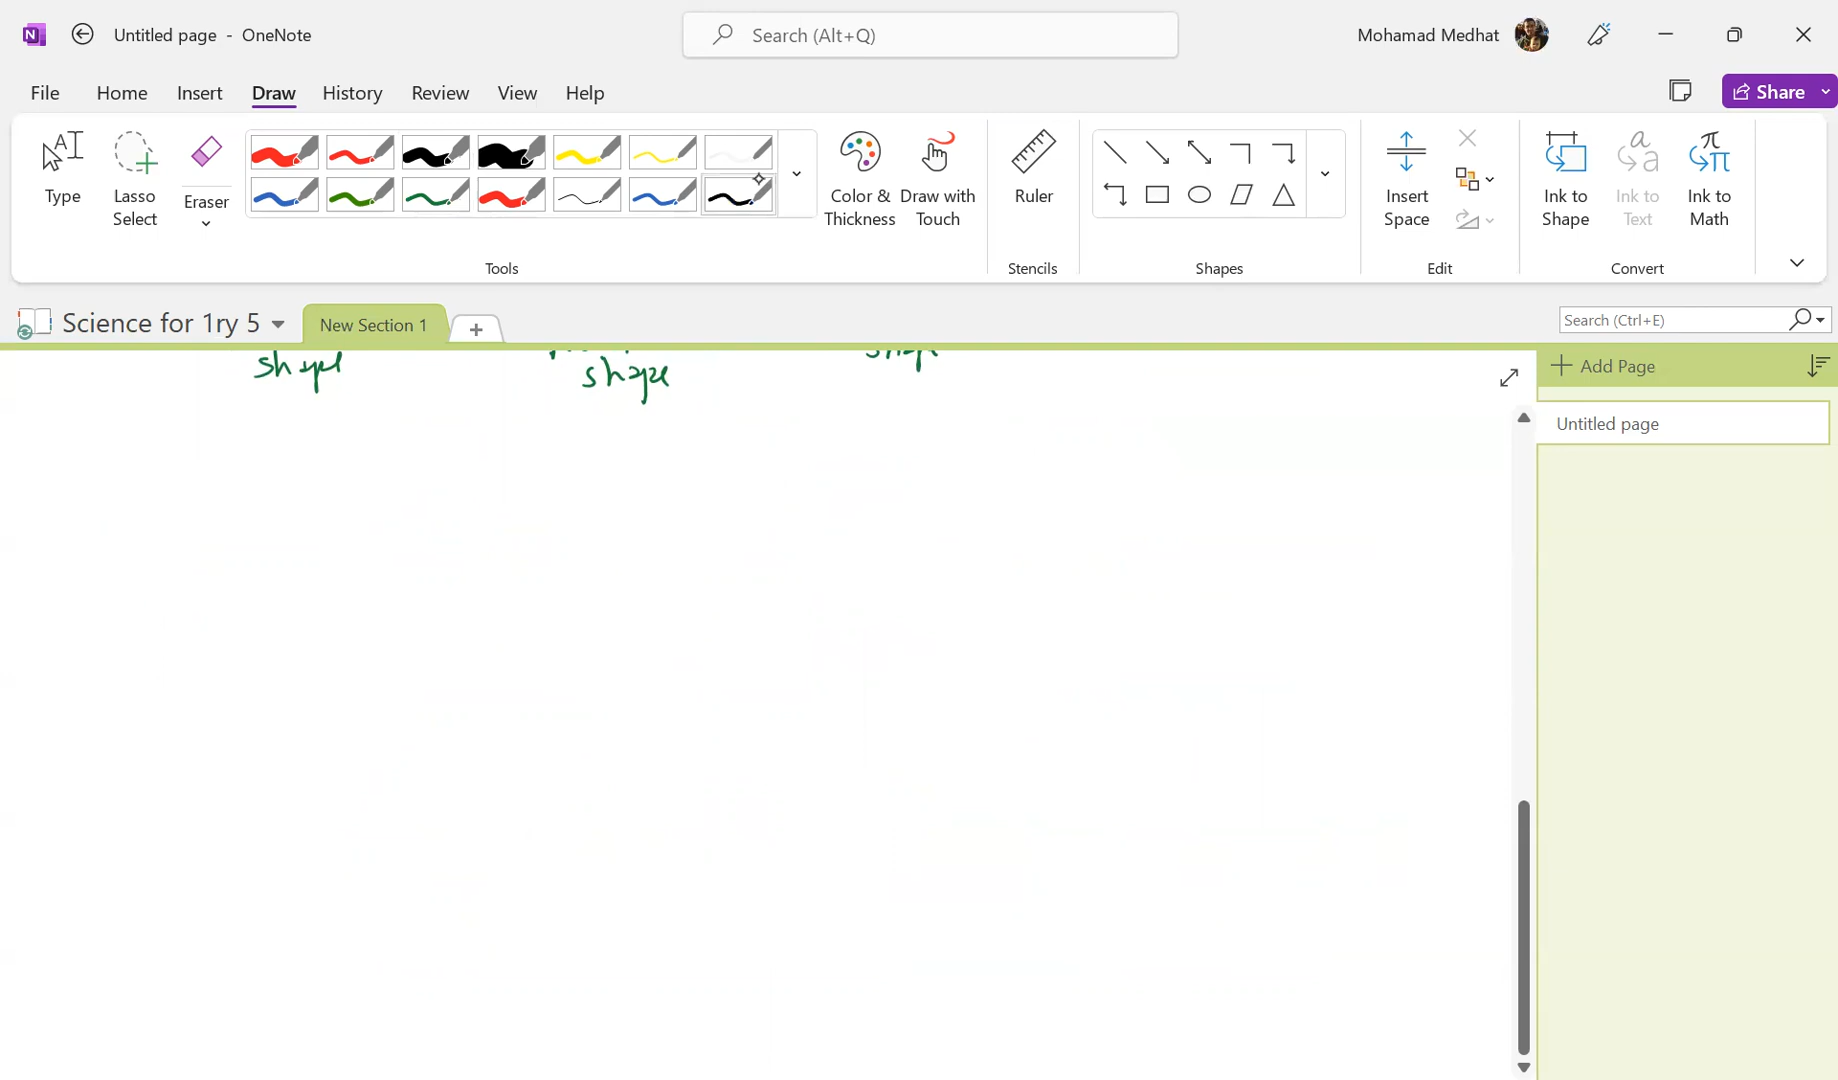 Untitled page - OneNote
Search (Alt+Q)
Mohamad Medhat
File Home Insert Draw History Review View Help
Share
Type
Lasso Select
Eraser
Color & Thickness
Draw with Touch
Tools
Ruler
Stencils
Shapes
Insert Space
Edit
Ink to Shape
Ink to Text
Ink to Math
Convert
Science for 1ry 5
New Section 1
Search (Ctrl+E)
Add Page
Untitled page
shape
shape
shape